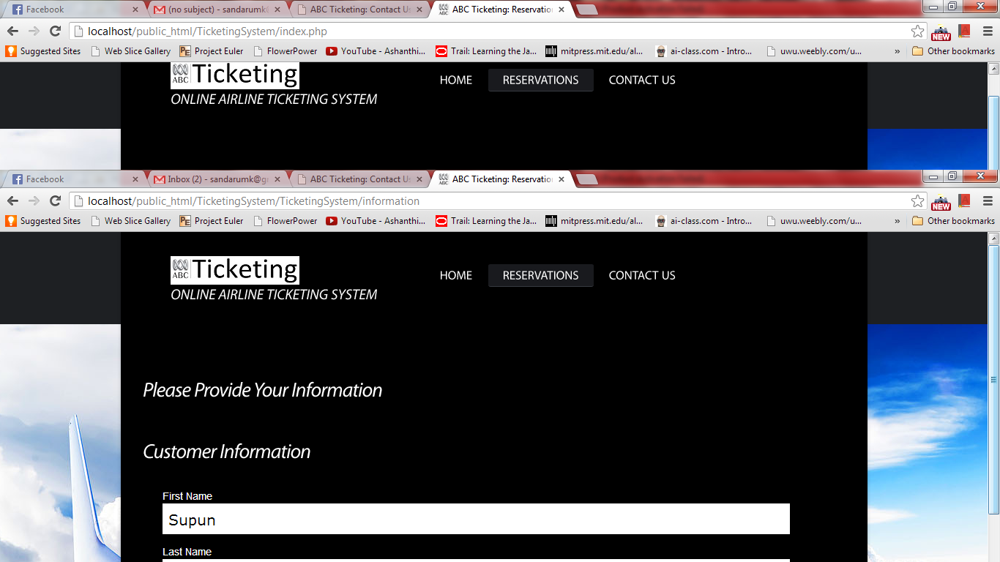 Facebook (no subject) - sandarumk@ ABC Ticketing: Contact Us ABC Ticketing: Reservation
localhost/public_html/TicketingSystem/index.php NEW
Suggested Sites Web Slice Gallery PE Project Euler FlowerPower YouTube - Ashanthi... Trail: Learning the Ja... mitpress.mit.edu/al... ai-class.com - Intro... uwu.weebly.com/u... » Other bookmarks
ABC Ticketing HOME RESERVATIONS CONTACT US
ONLINE AIRLINE TICKETING SYSTEM
Facebook Inbox (2) - sandarumk@g ABC Ticketing: Contact Us ABC Ticketing: Reservation
localhost/public_html/TicketingSystem/TicketingSystem/information NEW
Suggested Sites Web Slice Gallery PE Project Euler FlowerPower YouTube - Ashanthi... Trail: Learning the Ja... mitpress.mit.edu/al... ai-class.com - Intro... uwu.weebly.com/u... » Other bookmarks
ABC Ticketing HOME RESERVATIONS CONTACT US
ONLINE AIRLINE TICKETING SYSTEM
Please Provide Your Information
Customer Information
First Name
Supun
Last Name